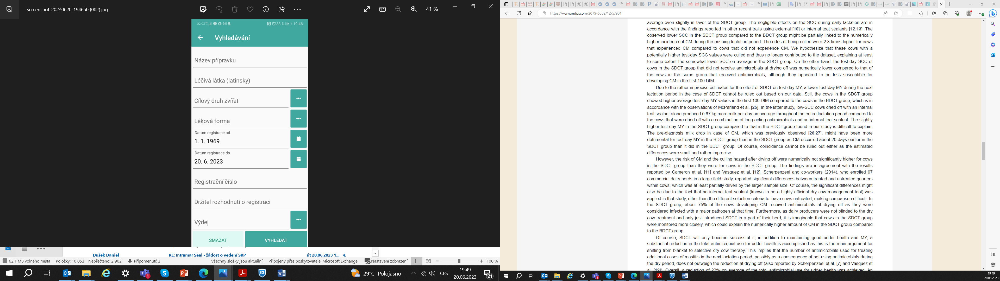 Screenshot_20230620-194650 (002).jpg
41 %
33 %
19:46
Vyhledávání
Název přípravku
Léčivá látka (latinsky)
Cílový druh zvířat
Léková forma
Datum registrace od
1. 1. 1969
Datum registrace do
20. 6. 2023
Registrační číslo
Držitel rozhodnutí o registraci
Výdej
SMAZAT
VYHLEDAT
Dušek Daniel
RE: Intramar Seal - žádost o vedení SRP
út 20.06.2023 1...
4.
62,1 MB volného místa
Položky: 10 053
Nepřečteno: 2 902
Připomenutí: 3
Všechny složky jsou aktuální.
Připojený přes poskytovatele: Microsoft Exchange
Nastavení zobrazení
100 %
29°C Polojasno
CES
19:49
20.06.2023
21
https://www.mdpi.com/2079-6382/12/5/901
average even slightly in favor of the SDCT group. The negligible effects on the SCC during early lactation are in
accordance with the findings reported in other recent trails using external [10] or internal teat sealants [12,13]. The
observed lower SCC in the SDCT group compared to the BDCT group might be partially linked to the numerically
higher incidence of CM during the ensuing lactation period. The odds of being culled were 2.3 times higher for cows
that experienced CM compared to cows that did not experience CM. We hypothesize that these cows with a
potentially higher test-day SCC values were culled and thus no longer contributed to the dataset, explaining at least
to some extent the somewhat lower SCC on average in the SDCT group. On the other hand, the test-day SCC of
cows in the SDCT group that did not receive antimicrobials at drying off was numerically lower compared to that of
the cows in the same group that received antimicrobials, although they appeared to be less susceptible for
developing CM in the first 100 DIM.
Due to the rather imprecise estimates for the effect of SDCT on test-day MY, a lower test-day MY during the next
lactation period in the case of SDCT cannot be ruled out based on our data. Still, the cows in the SDCT group
showed higher average test-day MY values in the first 100 DIM compared to the cows in the BDCT group, which is in
accordance with the observations of McParland et al. [25]. In the latter study, low-SCC cows dried off with an internal
teat sealant alone produced 0.67 kg more milk per day on average throughout the entire lactation period compared to
the cows that were dried off with a combination of long-acting antimicrobials and an internal teat sealant. The slightly
higher test-day MY in the SDCT group compared to that in the BDCT group found in our study is difficult to explain.
The pre-diagnosis milk drop in case of CM, which was previously observed [26,27], might have been more
detrimental for test-day MY in the BDCT group than in the SDCT group as CM occurred about 20 days earlier in the
SDCT group than it did in the BDCT group. Of course, coincidence cannot be ruled out either as the estimated
differences were small and rather imprecise.
However, the risk of CM and the culling hazard after drying off were numerically not significantly higher for cows
in the SDCT group than they were for cows in the BDCT group. The findings are in agreement with the results
reported by Cameron et al. [11] and Vasquez et al. [12]. Scherpenzeel and co-workers (2014), who enrolled 97
commercial dairy herds in a large field study, reported significant differences between treated and untreated quarters
within cows, which was at least partially driven by the larger sample size. Of course, the significant differences might
also be due to the fact that no internal teat sealant (known to be a highly efficient dry cow management tool) was
applied in that study, other than the different selection criteria to leave cows untreated, making comparison difficult. In
the SDCT group, about 75% of the cows developing CM received antimicrobials at drying off as they were
considered infected with a major pathogen at that time. Furthermore, as dairy producers were not blinded to the dry
cow treatment and only just introduced SDCT in a part of their herd, it is imaginable that cows in the SDCT group
were monitored more closely, which could explain the numerically higher amount of CM in the SDCT group compared
to the BDCT group.
Of course, SDCT will only become successful if, in addition to maintaining good udder health and MY, a
substantial reduction in the total antimicrobial use for udder health is accomplished as this is the main argument for
shifting from blanket to selective dry cow therapy. This implies that the number of antimicrobials used for treating
additional cases of mastitis in the next lactation period, possibly as a consequence of not using antimicrobials during
the dry period, does not outweigh the reduction at drying off (also reported by Scherpenzeel et al. [7] and Vasquez et
al. [12]). Overall, a reduction of 22% on average of the total antimicrobial use for udder health was achieved. An
19:49
20.06.2023